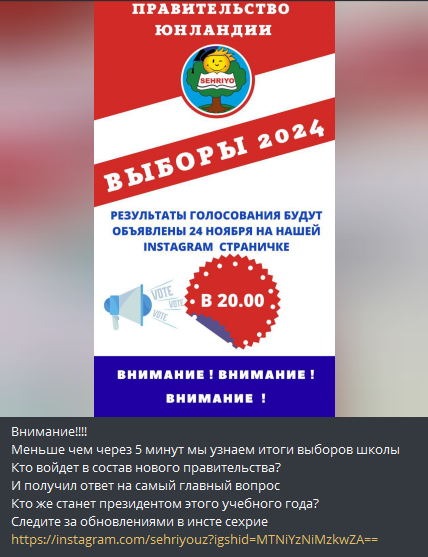 ПРАВИТЕЛЬСТВО
ЮНЛАНДИИ
SEHRIYO
ВЫБОРЫ 2024
РЕЗУЛЬТАТЫ ГОЛОСОВАНИЯ БУДУТ
ОБЪЯВЛЕНЫ 24 НОЯБРЯ НА НАШЕЙ
INSTAGRAM СТРАНИЧКЕ
VOTE
VOTE
VOTE
В 20.00
ВНИМАНИЕ ! ВНИМАНИЕ !
ВНИМАНИЕ !
Внимание!!!!
Меньше чем через 5 минут мы узнаем итоги выборов школы
Кто войдет в состав нового правительства?
И получил ответ на самый главный вопрос
Кто же станет президентом этого учебного года?
Следите за обновлениями в инсте сехрие
https://instagram.com/sehriyouz?igshid=MTNiYzNiMzkwZA==